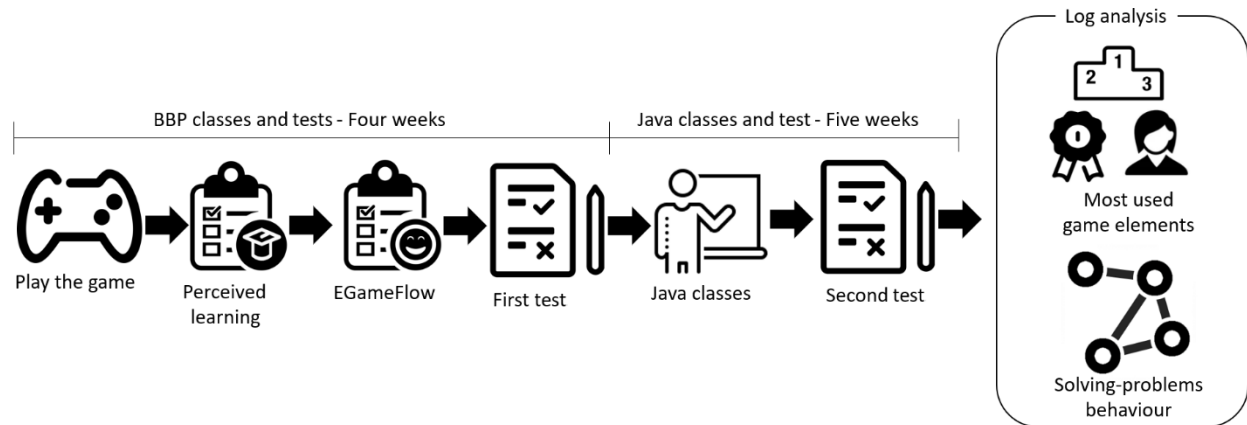 BBP classes and tests - Four weeks
Java classes and test - Five weeks
Play the game
Perceived
learning
EGameFlow
First test
Java classes
Second test
Log analysis
1
2
3
Most used
game elements
Solving-problems
behaviour